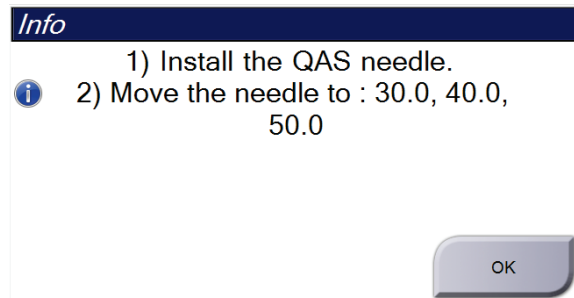 Info
1) Install the QAS needle.
2) Move the needle to : 30.0, 40.0,
50.0
OK